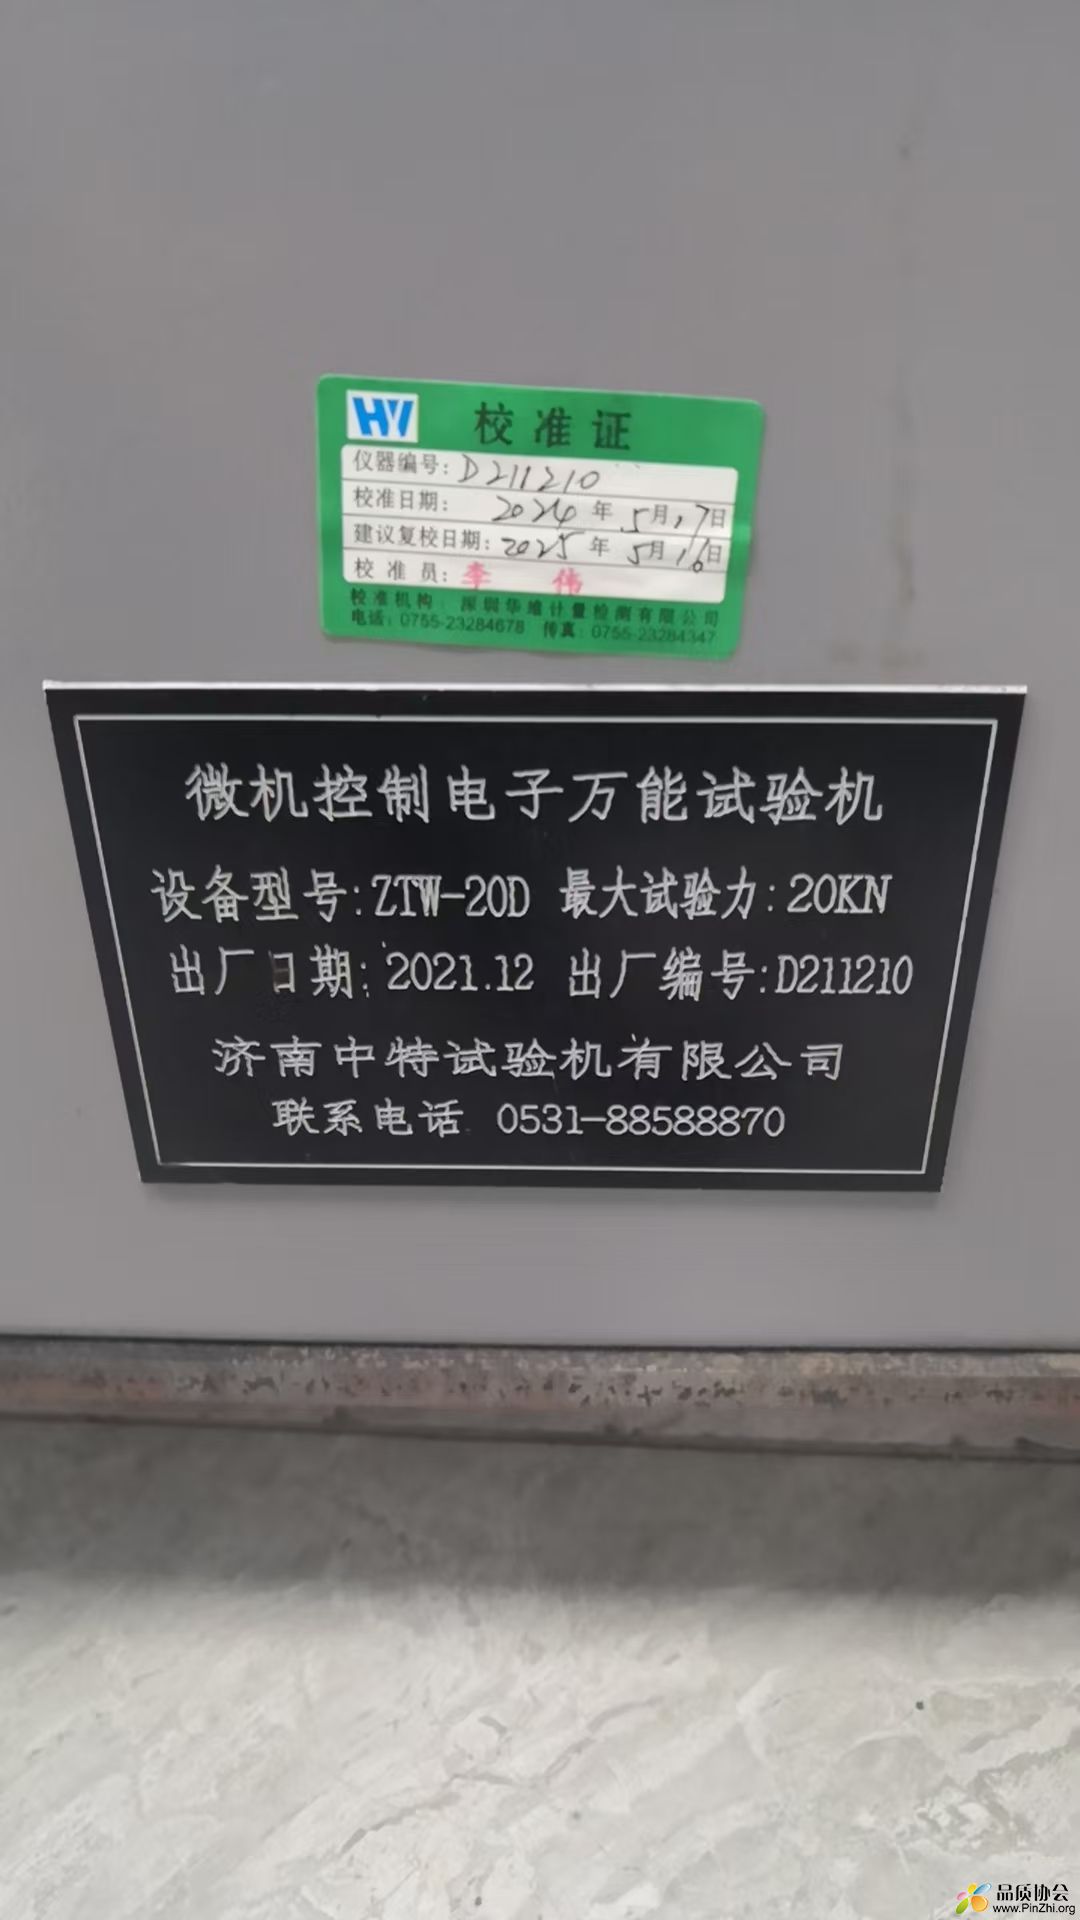 HW 校准证
仪器编号: D211210
校准日期: 2024 年 5月17日
建议复校日期: 2025 年 5月16日
校 准 员: 李 伟
校准机构: 深圳华维计量检测有限公司
电话: 0755-23284678 传真: 0755-23284347
微机控制电子万能试验机
设备型号: ZTW-20D 最大试验力: 20KN
出厂日期: 2021.12 出厂编号: D211210
济南中特试验机有限公司
联系电话 0531-88588870
品质协会
www.PinZhi.org